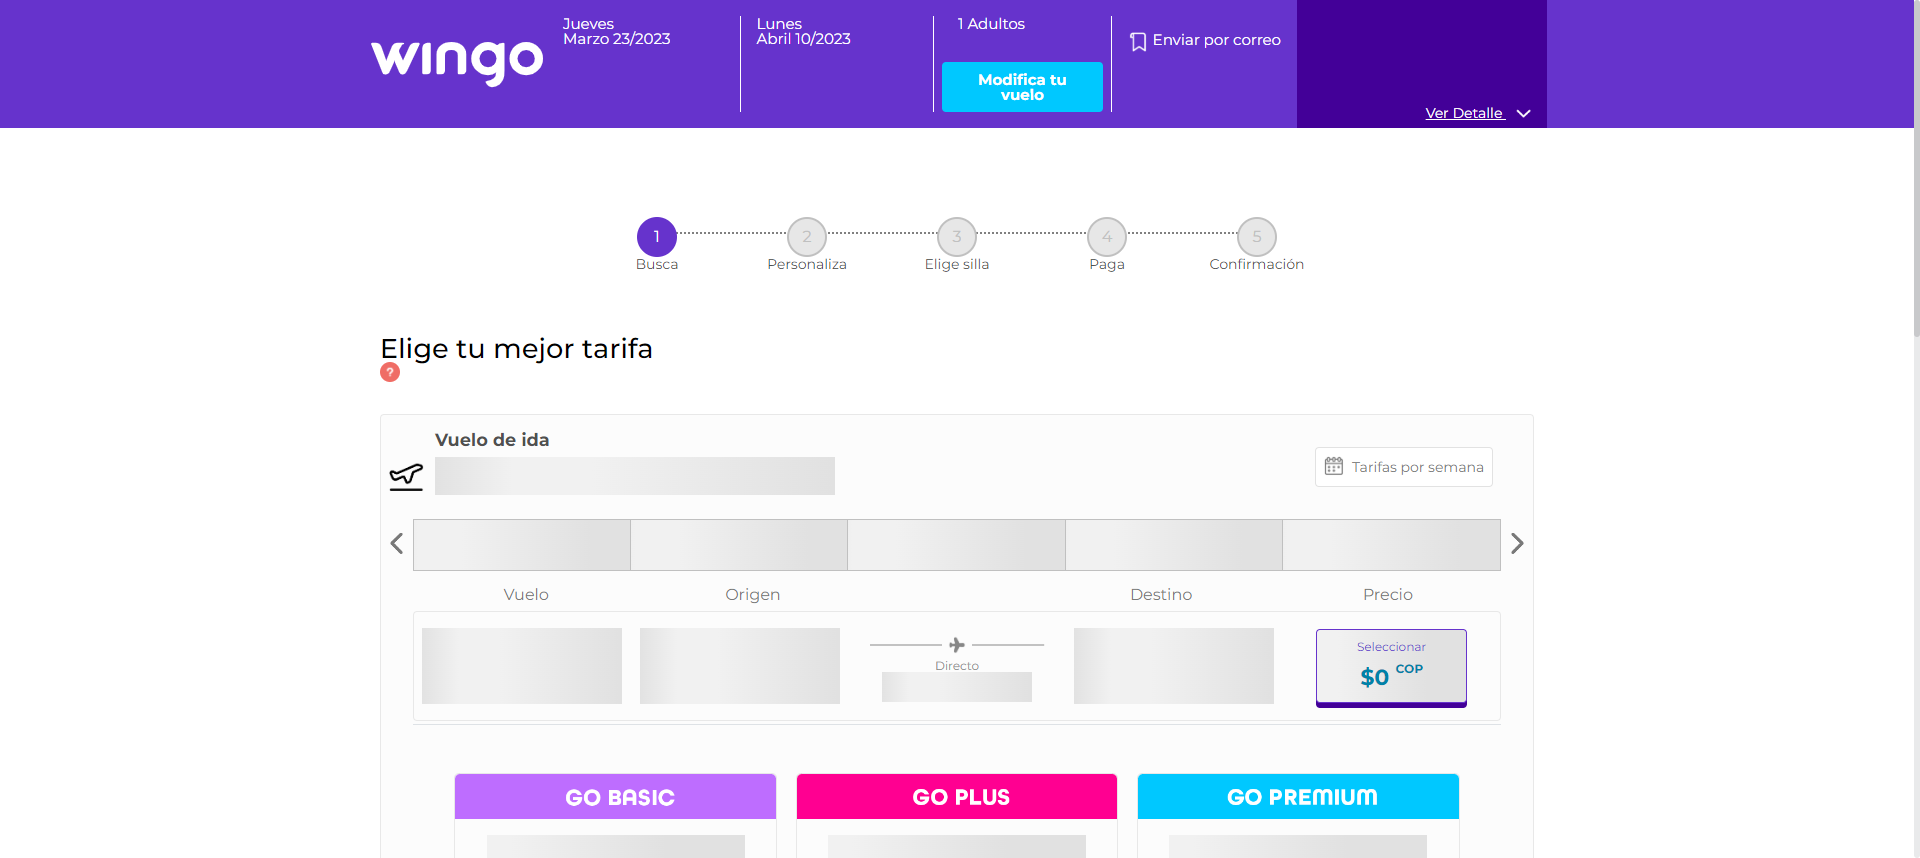 wingo
Jueves
Marzo 23/2023
Lunes
Abril 10/2023
1 Adultos
Modifica tu
vuelo
Enviar por correo
Ver Detalle
1
2
3
4
5
Busca
Personaliza
Elige silla
Paga
Confirmación
Elige tu mejor tarifa
?
Vuelo de ida
Tarifas por semana
Vuelo
Origen
Destino
Precio
Directo
Seleccionar
$0 COP
GO BASIC
GO PLUS
GO PREMIUM